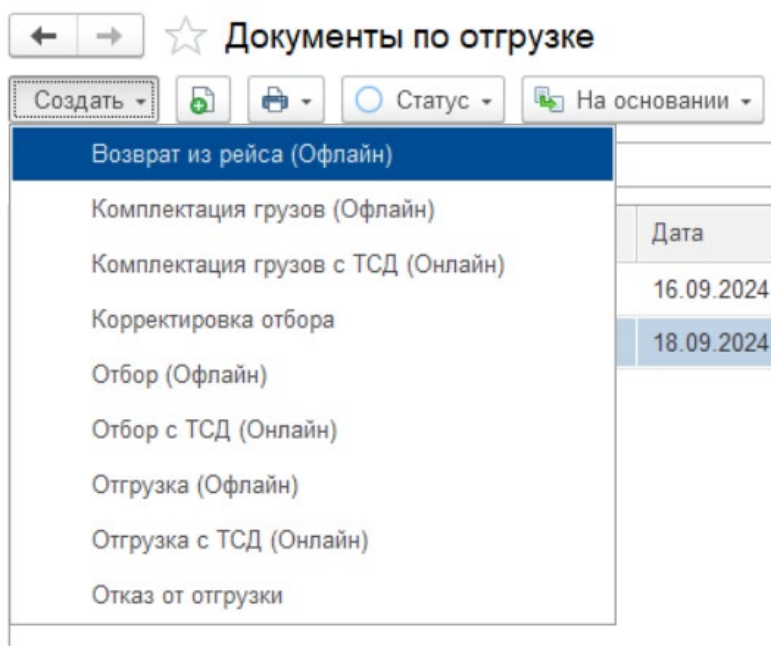 Документы по отгрузке
Создать Статус На основании
Возврат из рейса (Офлайн)
Комплектация грузов (Офлайн)
Дата
Комплектация грузов с ТСД (Онлайн)
16.09.2024
Корректировка отбора
18.09.2024
Отбор (Офлайн)
Отбор с ТСД (Онлайн)
Отгрузка (Офлайн)
Отгрузка с ТСД (Онлайн)
Отказ от отгрузки